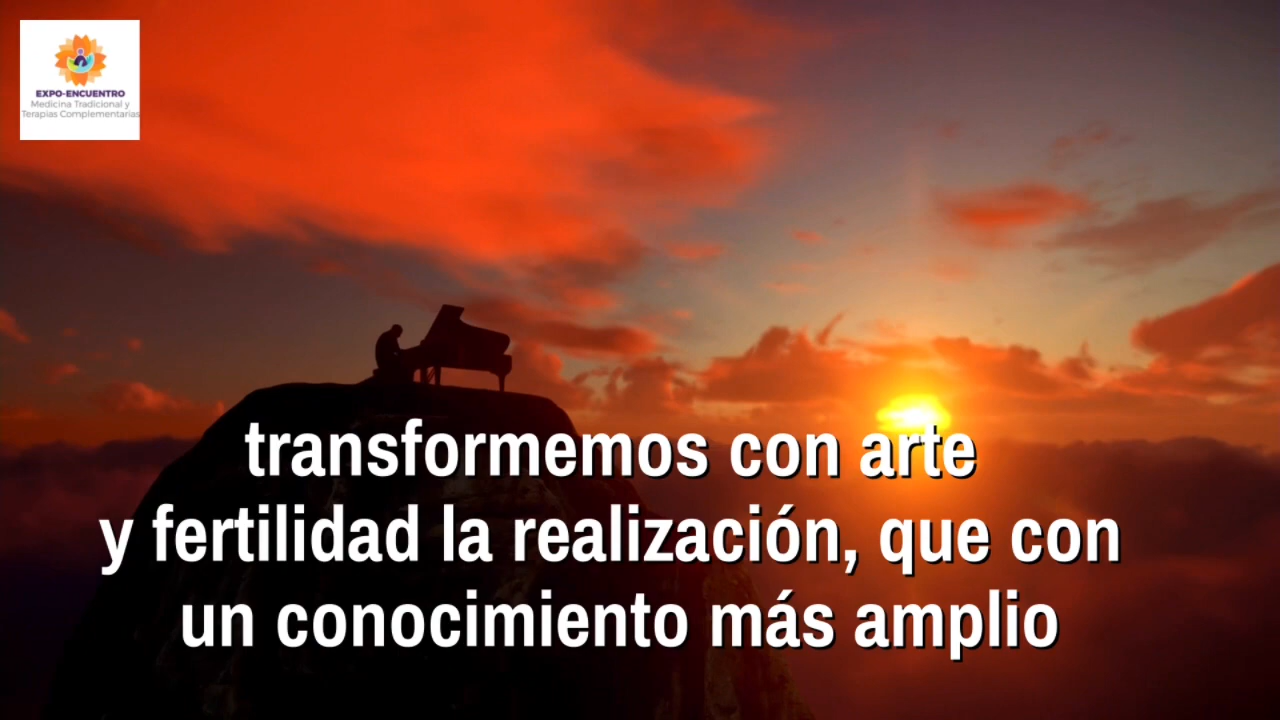 EXPO-ENCUENTRO
Medicina Tradicional y
Terapias Complementarias
transformemos con arte
y fertilidad la realización, que con
un conocimiento más amplio